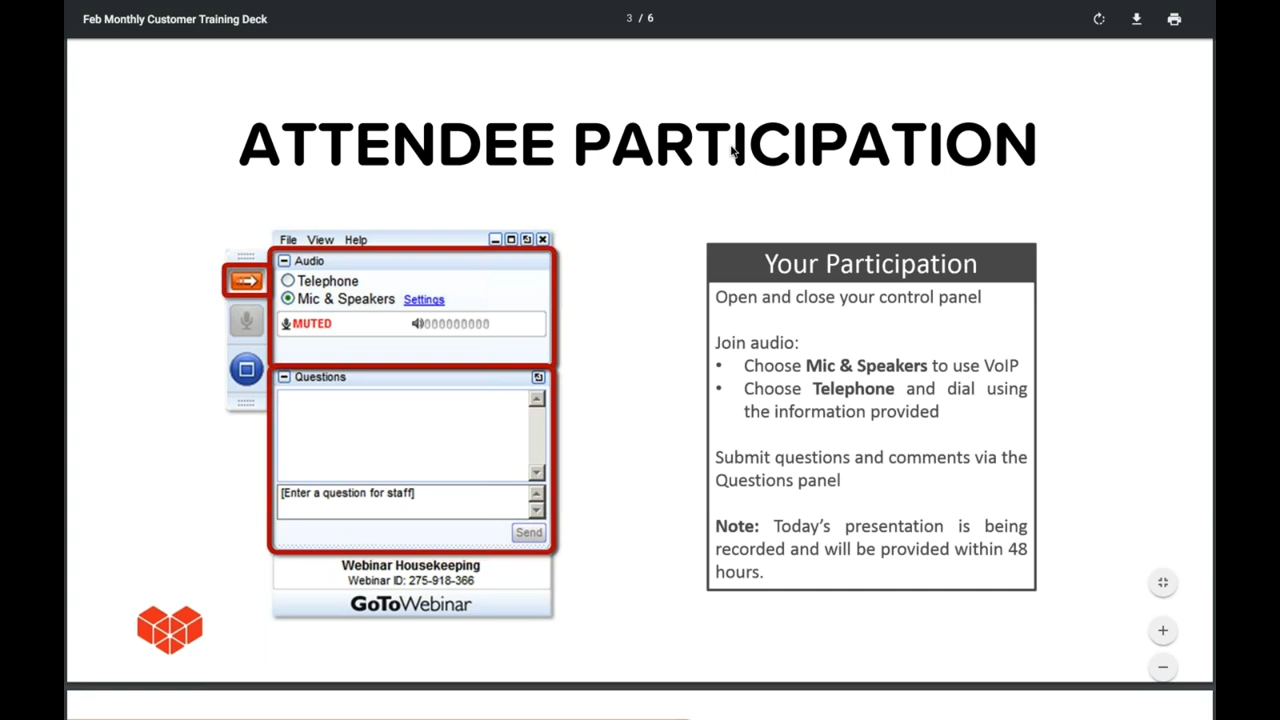 Feb Monthly Customer Training Deck
3 / 6
ATTENDEE PARTICIPATION
File View Help
Audio
Telephone
Mic & Speakers Settings
MUTED 000000000
Questions
[Enter a question for staff]
Send
Webinar Housekeeping
Webinar ID: 275-918-366
GoToWebinar
Your Participation
Open and close your control panel
Join audio:
• Choose Mic & Speakers to use VoIP
• Choose Telephone and dial using
the information provided
Submit questions and comments via the
Questions panel
Note: Today's presentation is being
recorded and will be provided within 48
hours.